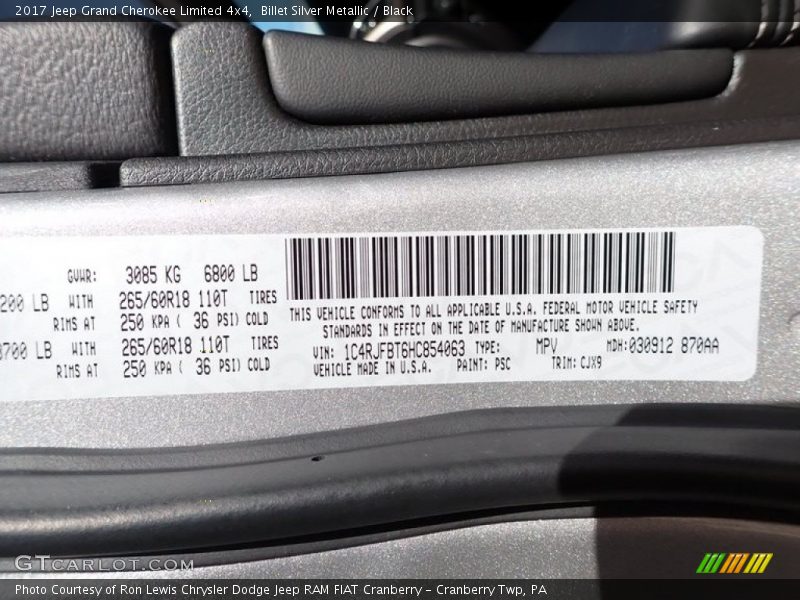 2017 Jeep Grand Cherokee Limited 4x4, Billet Silver Metallic / Black
GVWR: 3085 KG 6800 LB
200 LB WITH 265/60R18 110T TIRES
RIMS AT 250 KPA ( 36 PSI) COLD
3700 LB WITH 265/60R18 110T TIRES
RIMS AT 250 KPA ( 36 PSI) COLD
THIS VEHICLE CONFORMS TO ALL APPLICABLE U.S.A. FEDERAL MOTOR VEHICLE SAFETY
STANDARDS IN EFFECT ON THE DATE OF MANUFACTURE SHOWN ABOVE.
VIN: 1C4RJFBT6HC854063 TYPE: MPV MDH:030912 870AA
VEHICLE MADE IN U.S.A. PAINT: PSC TRIM: CJX9
GTCARLOT.COM
Photo Courtesy of Ron Lewis Chrysler Dodge Jeep RAM FIAT Cranberry – Cranberry Twp, PA